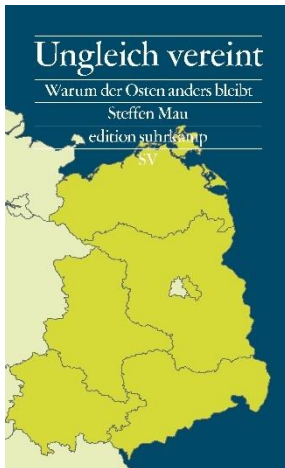 Ungleich vereint
Warum der Osten anders bleibt
Steffen Mau
edition suhrkamp
SV